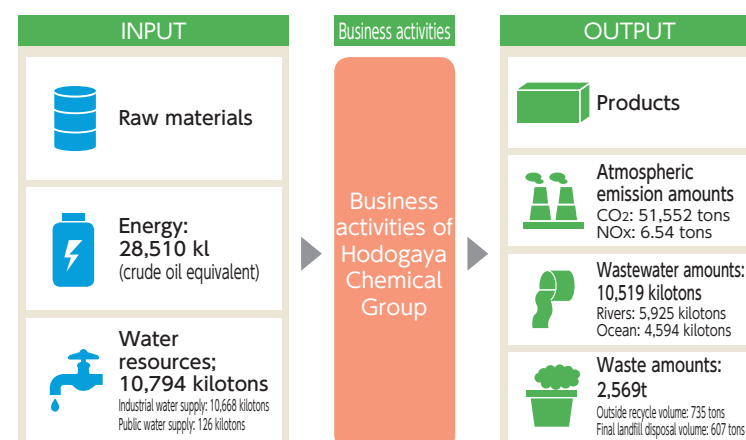 INPUT
Raw materials
Energy:
28,510 kl
(crude oil equivalent)
Water
resources;
10,794 kilotons
Industrial water supply: 10,668 kilotons
Public water supply: 126 kilotons
Business activities
Business
activities of
Hodogaya
Chemical
Group
OUTPUT
Products
Atmospheric
emission amounts
CO2: 51,552 tons
NOx: 6.54 tons
Wastewater amounts:
10,519 kilotons
Rivers: 5,925 kilotons
Ocean: 4,594 kilotons
Waste amounts:
2,569t
Outside recycle volume: 735 tons
Final landfill disposal volume: 607 tons